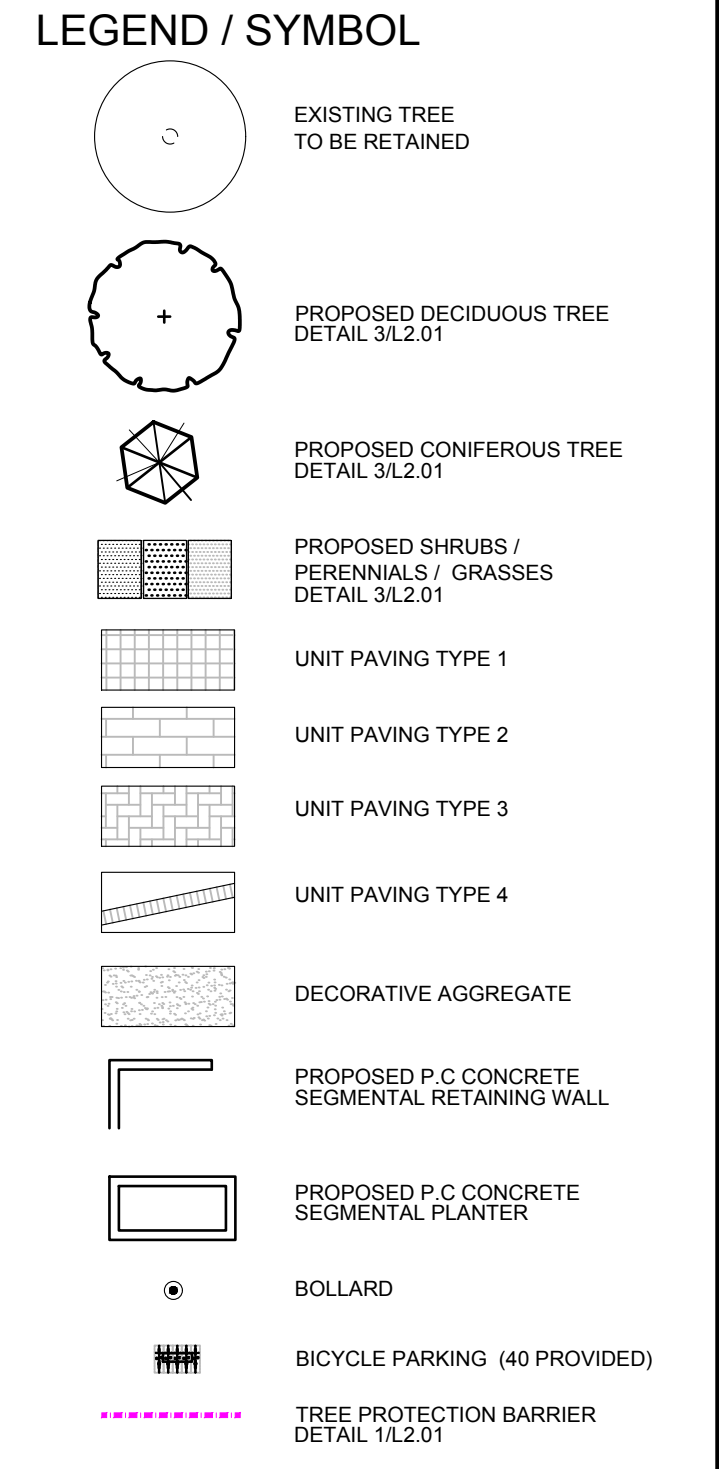 LEGEND / SYMBOL
EXISTING TREE
TO BE RETAINED
PROPOSED DECIDUOUS TREE
DETAIL 3/L2.01
PROPOSED CONIFEROUS TREE
DETAIL 3/L2.01
PROPOSED SHRUBS /
PERENNIALS / GRASSES
DETAIL 3/L2.01
UNIT PAVING TYPE 1
UNIT PAVING TYPE 2
UNIT PAVING TYPE 3
UNIT PAVING TYPE 4
DECORATIVE AGGREGATE
PROPOSED P.C CONCRETE
SEGMENTAL RETAINING WALL
PROPOSED P.C CONCRETE
SEGMENTAL PLANTER
BOLLARD
BICYCLE PARKING (40 PROVIDED)
TREE PROTECTION BARRIER
DETAIL 1/L2.01